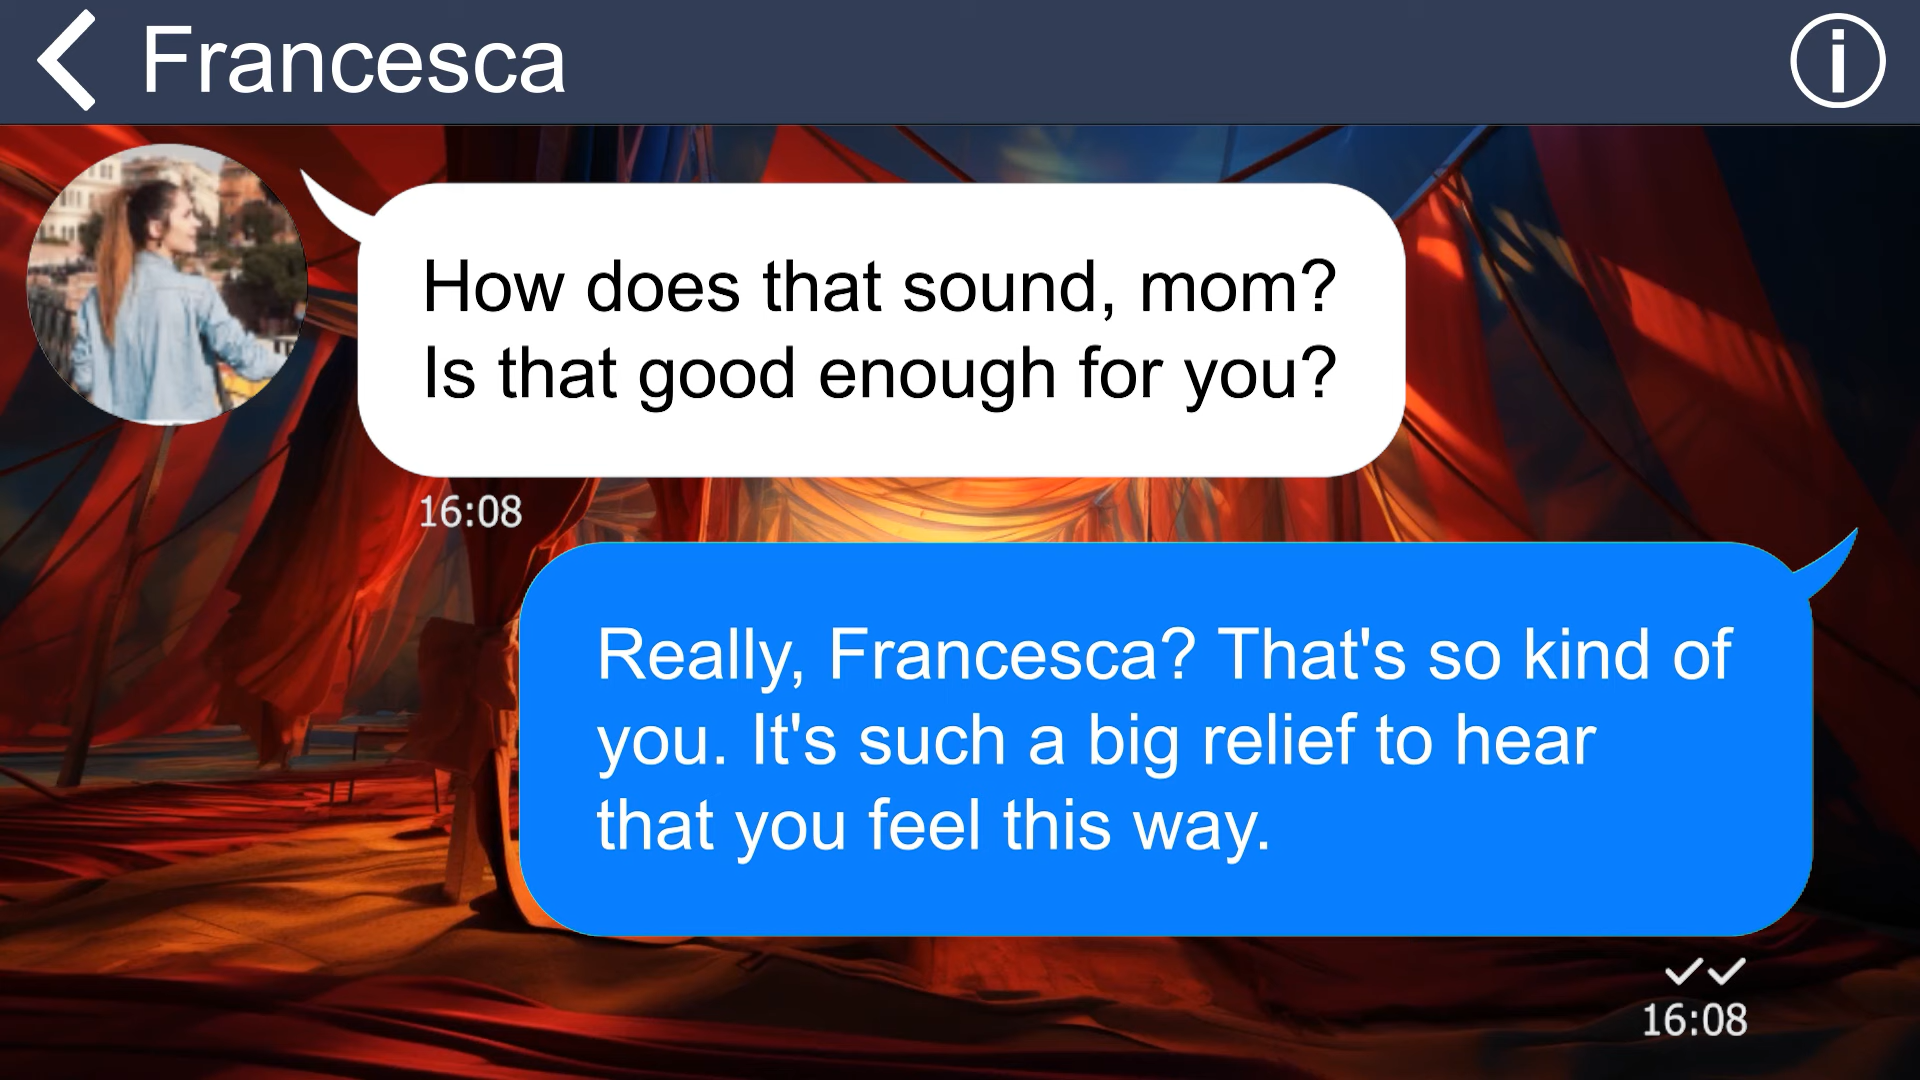 Francesca
How does that sound, mom?
Is that good enough for you?
16:08
Really, Francesca? That's so kind of
you. It's such a big relief to hear
that you feel this way.
16:08